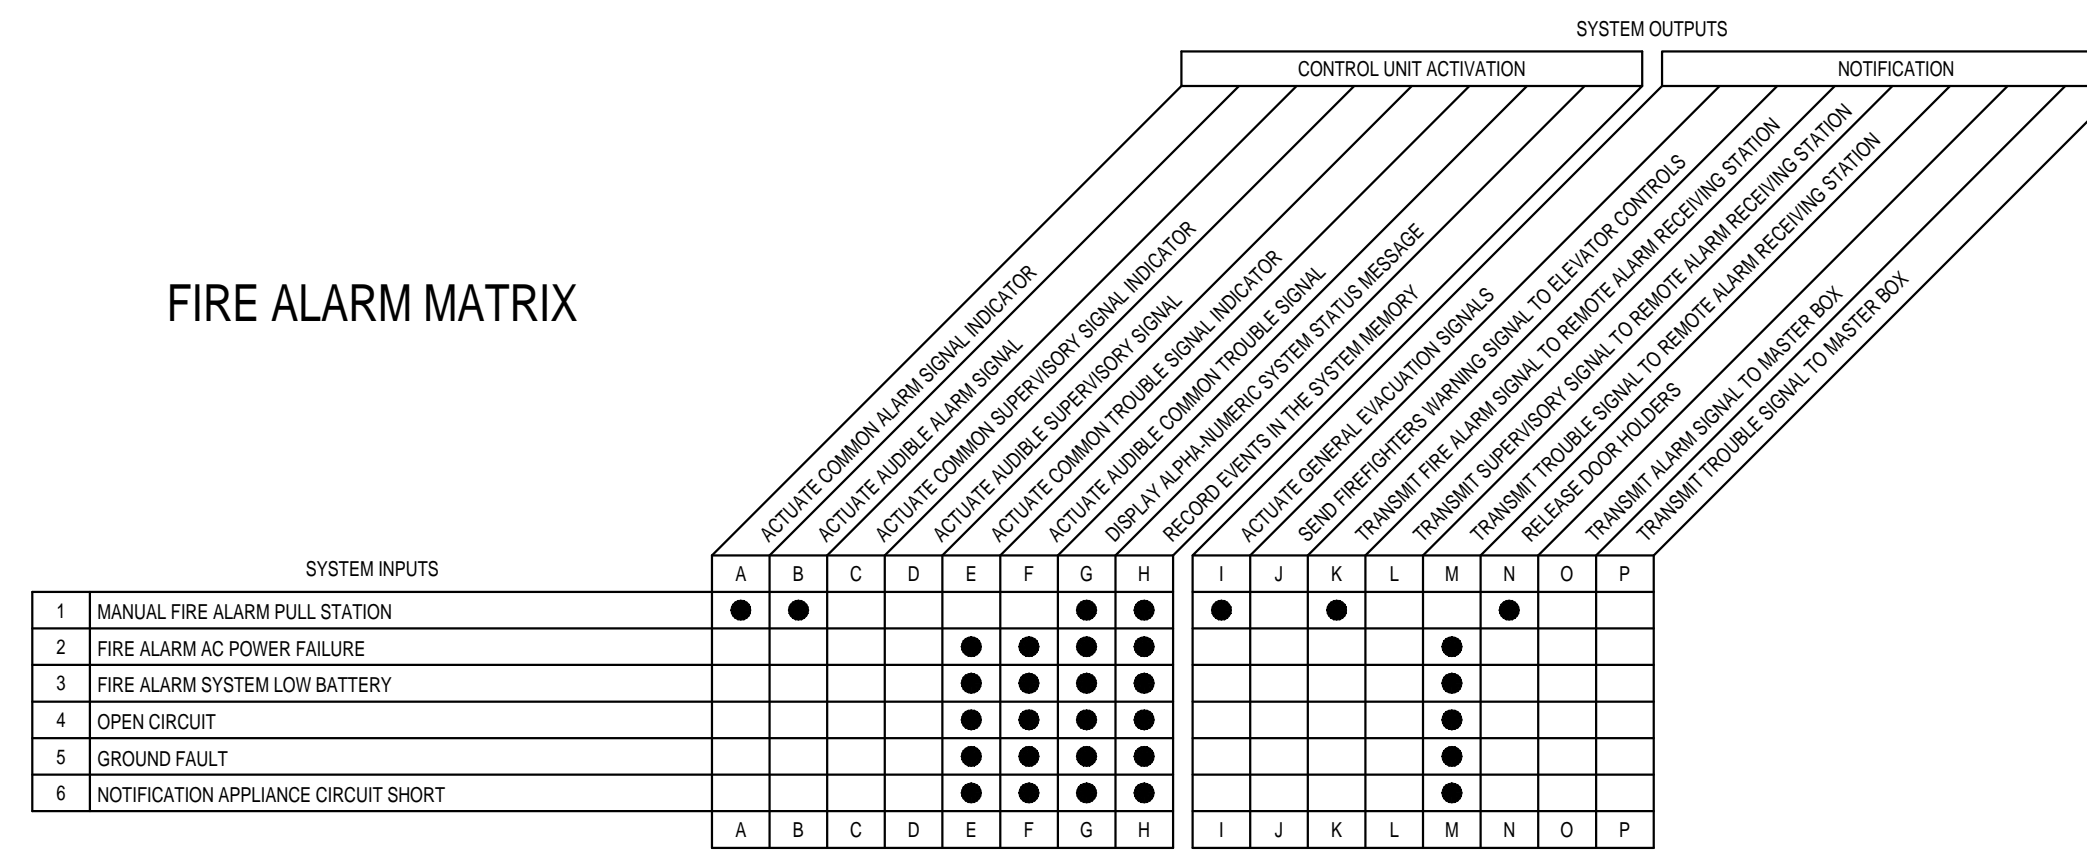 SYSTEM OUTPUTS
CONTROL UNIT ACTIVATION
NOTIFICATION
FIRE ALARM MATRIX
ACTUATE COMMON ALARM SIGNAL INDICATOR
ACTUATE AUDIBLE ALARM SIGNAL
ACTUATE COMMON SUPERVISORY SIGNAL INDICATOR
ACTUATE AUDIBLE SUPERVISORY SIGNAL
ACTUATE COMMON TROUBLE SIGNAL INDICATOR
ACTUATE AUDIBLE COMMON TROUBLE SIGNAL
DISPLAY ALPHA-NUMERIC SYSTEM STATUS MESSAGE
RECORD EVENTS IN THE SYSTEM MEMORY
ACTUATE GENERAL EVACUATION SIGNALS
SEND FIREFIGHTERS WARNING SIGNAL TO ELEVATOR CONTROLS
TRANSMIT FIRE ALARM SIGNAL TO REMOTE ALARM RECEIVING STATION
TRANSMIT SUPERVISORY SIGNAL TO REMOTE ALARM RECEIVING STATION
TRANSMIT TROUBLE SIGNAL TO REMOTE ALARM RECEIVING STATION
RELEASE DOOR HOLDERS
TRANSMIT ALARM SIGNAL TO MASTER BOX
TRANSMIT TROUBLE SIGNAL TO MASTER BOX
SYSTEM INPUTS
A B C D E F G H I J K L M N O P
1 MANUAL FIRE ALARM PULL STATION
2 FIRE ALARM AC POWER FAILURE
3 FIRE ALARM SYSTEM LOW BATTERY
4 OPEN CIRCUIT
5 GROUND FAULT
6 NOTIFICATION APPLIANCE CIRCUIT SHORT
A B C D E F G H I J K L M N O P